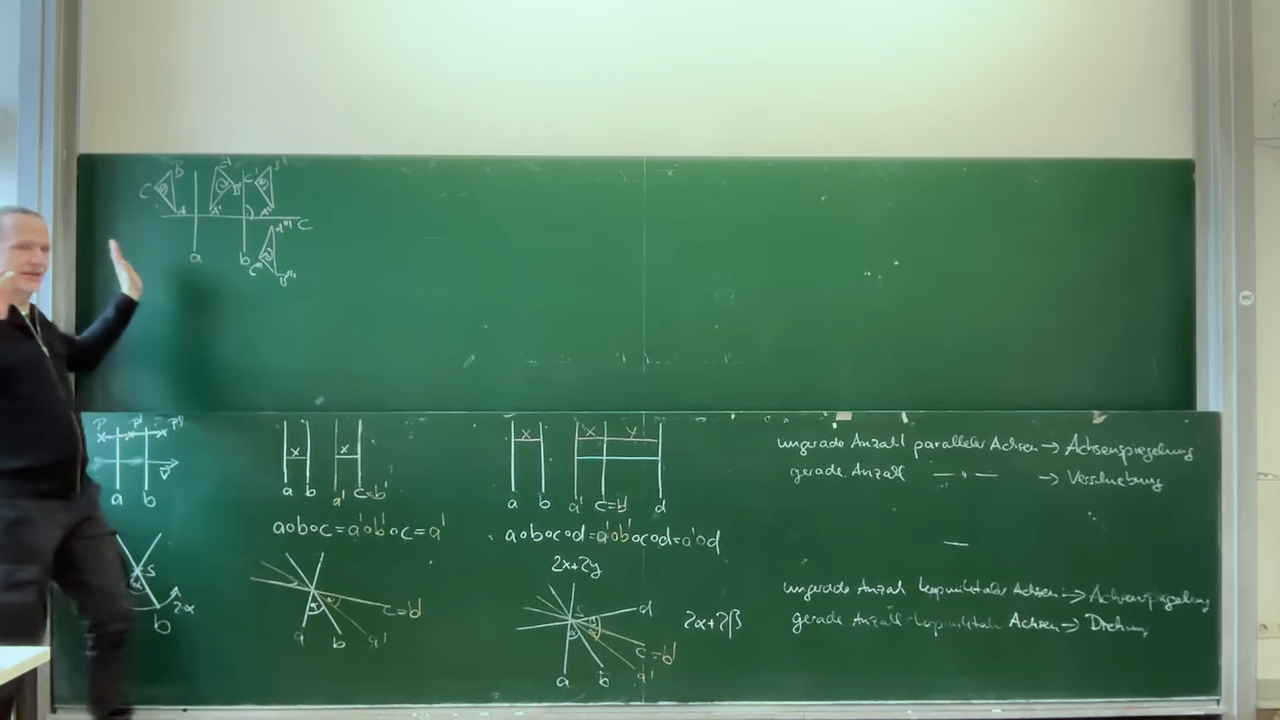 B C' B' B''
C A A' A'' C
a b A''' C
C''' B'''
P P' P''
v
a b
x x
a b a' c=b'
a∘b∘c=a'∘b'∘c=a'
x x y
a b a' c=b' d
a∘b∘c∘d=a'∘b'∘c∘d=a'∘d
2x+2y
ungerade Anzahl paralleler Achsen → Achsenspiegelung
gerade Anzahl — " — → Verschiebung
—
S
α 2α
b
α α c=b'
a b a'
S d
α α β
c=b'
a b a'
2α+2β
ungerade Anzahl kopunktaler Achsen → Achsenspiegelung
gerade Anzahl kopunktaler Achsen → Drehung